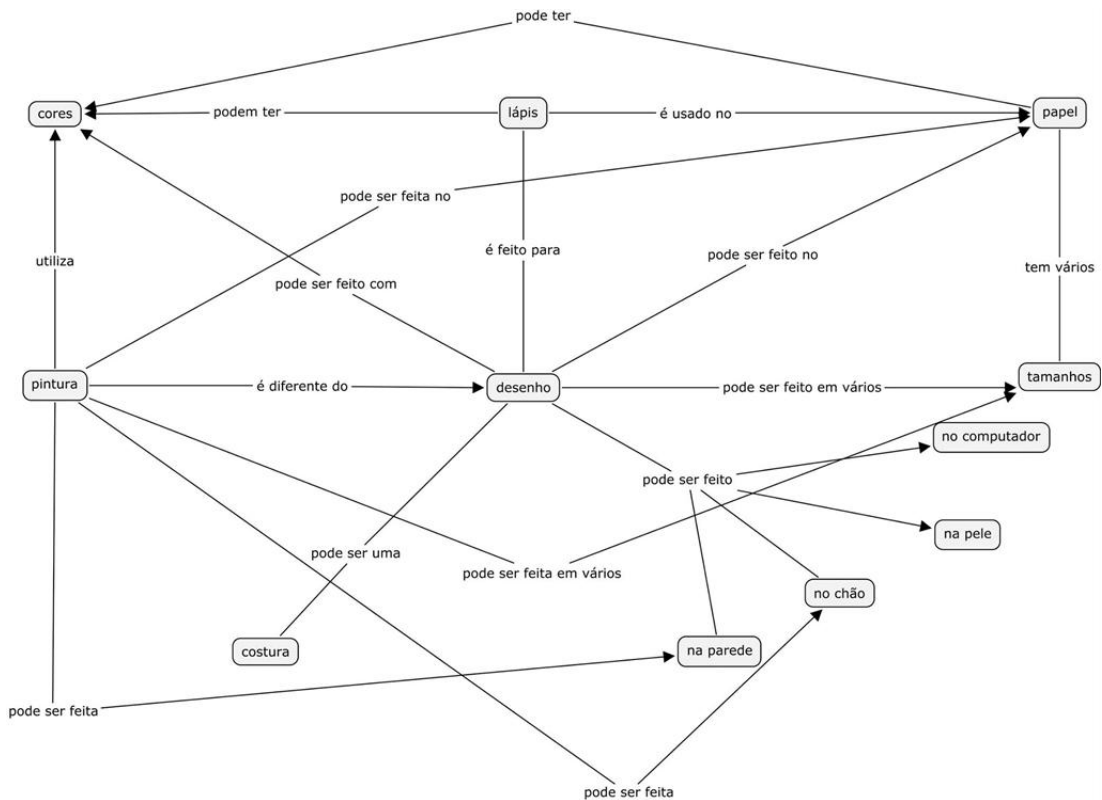 pode ter
cores
podem ter
lápis
é usado no
papel
pode ser feita no
é feito para
pode ser feito no
utiliza
tem vários
pode ser feito com
pintura
é diferente do
desenho
pode ser feito em vários
tamanhos
no computador
pode ser feito
na pele
pode ser uma
pode ser feita em vários
no chão
costura
na parede
pode ser feita
pode ser feita